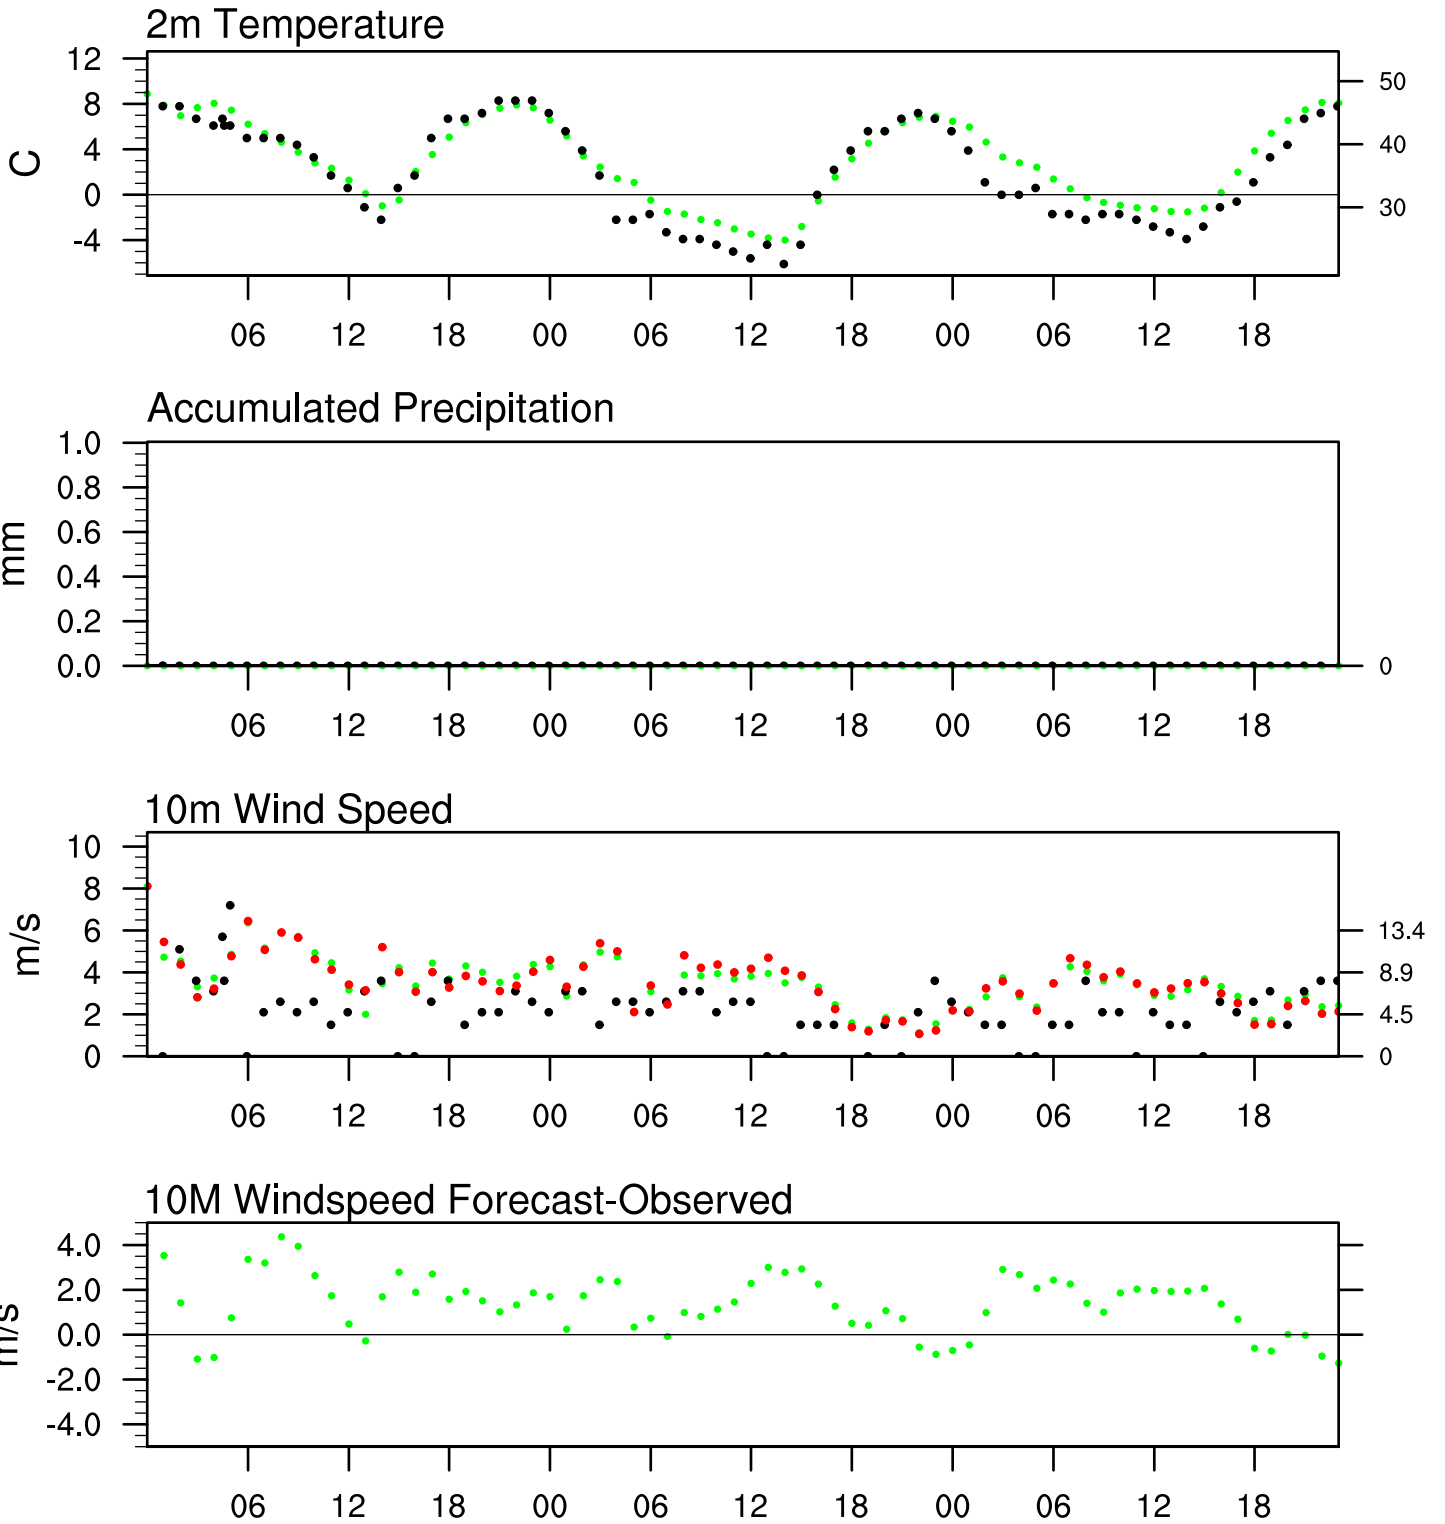 2m Temperature
12
8
4
0
-4
C
50
40
30
06 12 18 00 06 12 18 00 06 12 18
Accumulated Precipitation
1.0
0.8
0.6
0.4
0.2
0.0
mm
0
06 12 18 00 06 12 18 00 06 12 18
10m Wind Speed
10
8
6
4
2
0
m/s
13.4
8.9
4.5
0
06 12 18 00 06 12 18 00 06 12 18
10M Windspeed Forecast-Observed
4.0
2.0
0.0
-2.0
-4.0
m/s
06 12 18 00 06 12 18 00 06 12 18